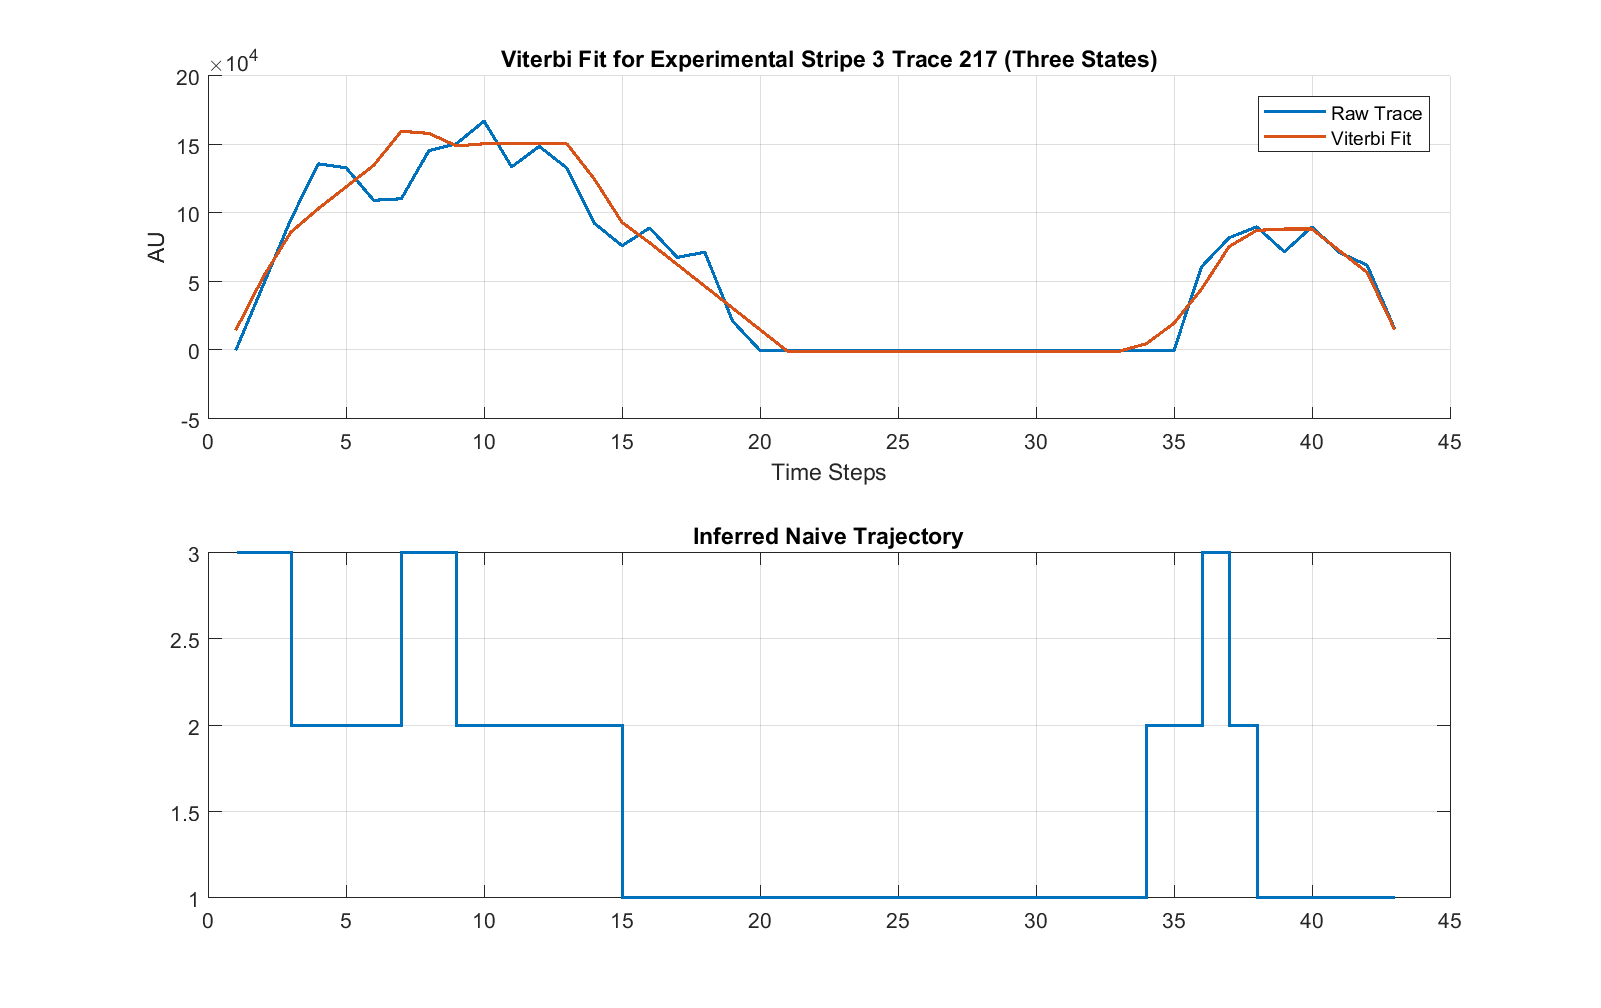 Viterbi Fit for Experimental Stripe 3 Trace 217 (Three States)
×10⁴
20
15
10
5
0
-5
AU
Raw Trace
Viterbi Fit
0 5 10 15 20 25 30 35 40 45
Time Steps
Inferred Naive Trajectory
3
2.5
2
1.5
1
0 5 10 15 20 25 30 35 40 45